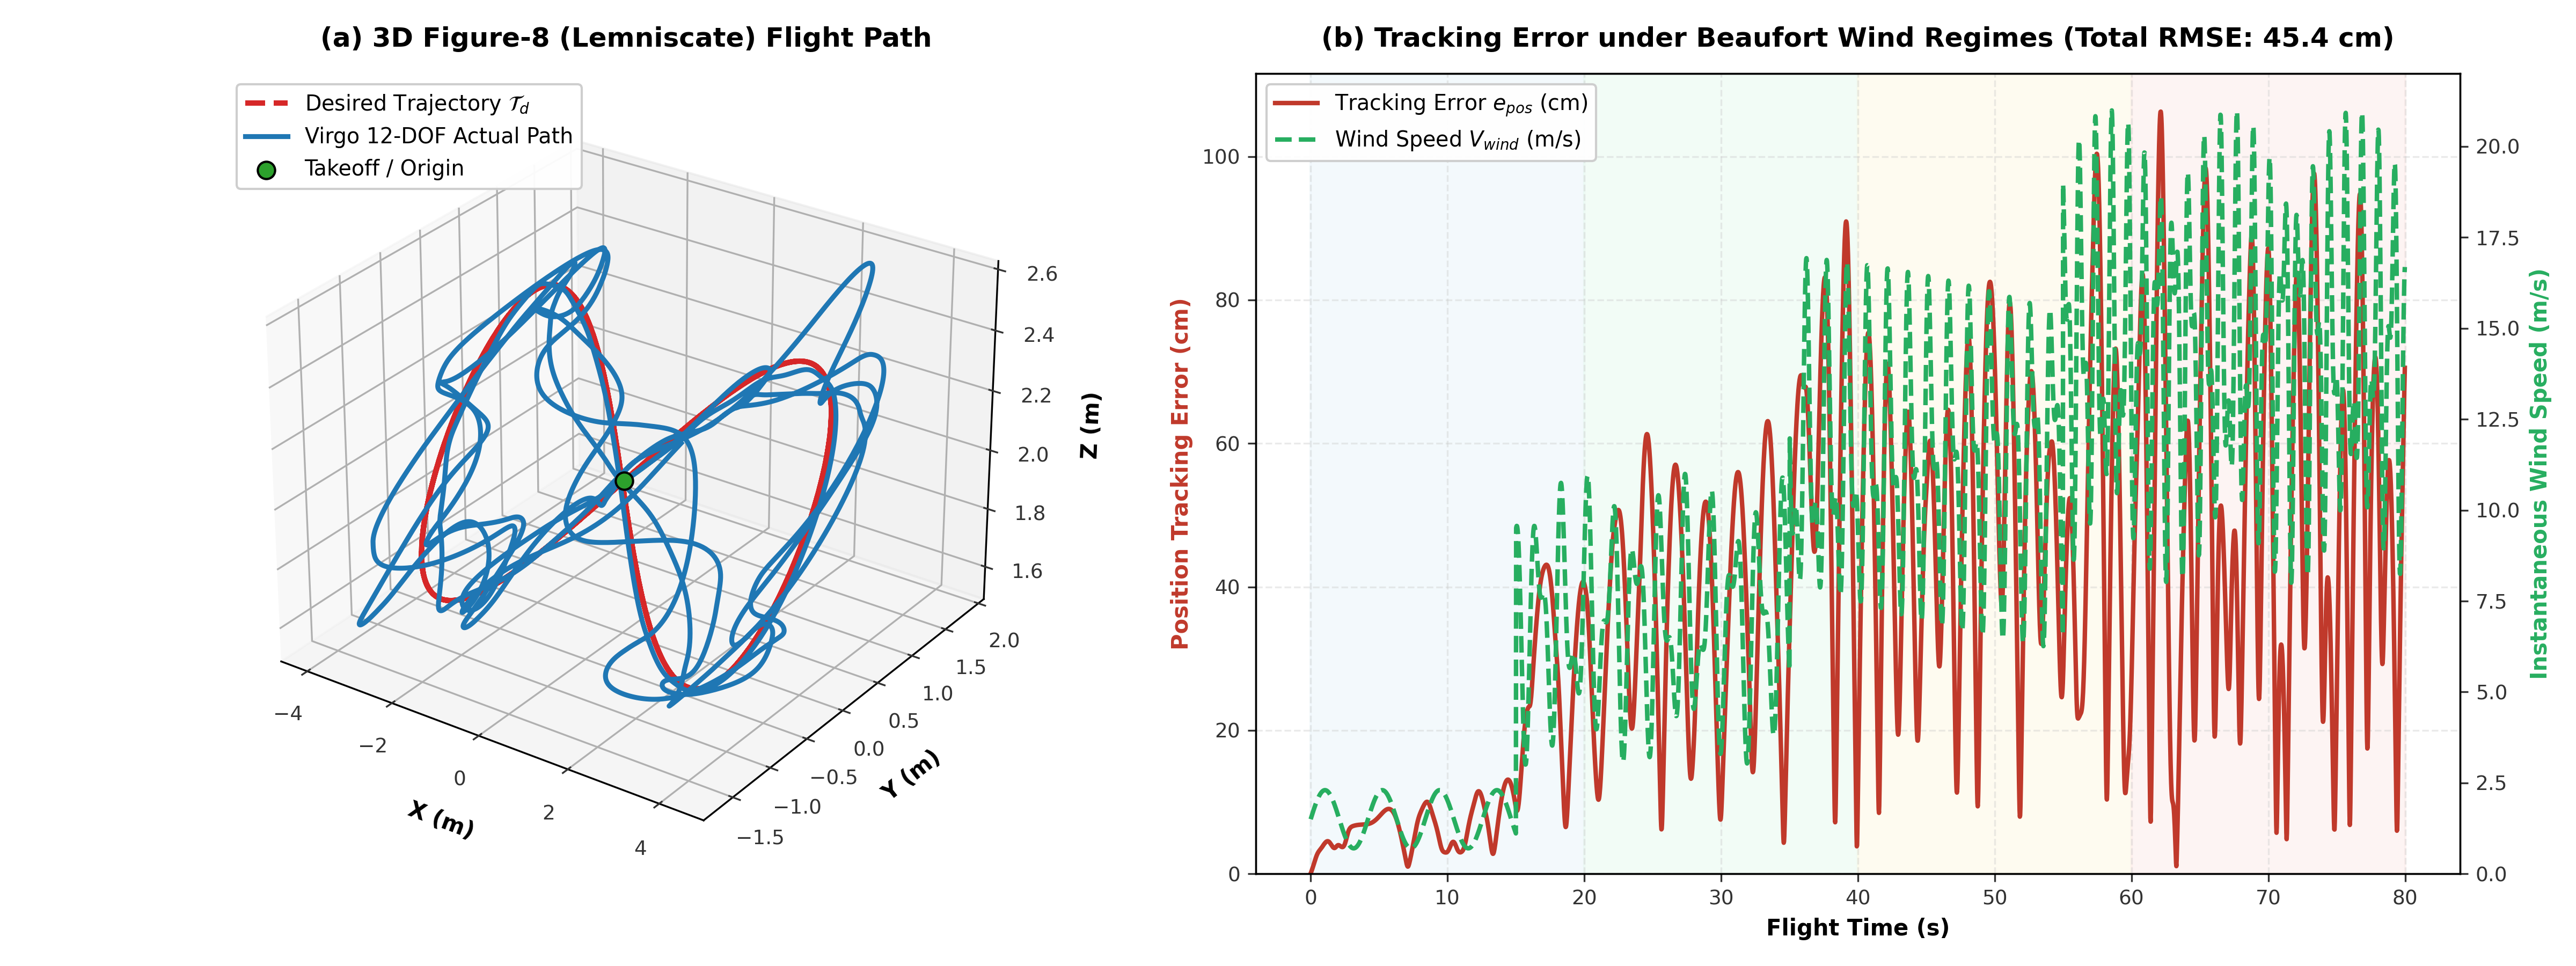 (a) 3D Figure-8 (Lemniscate) Flight Path
Desired Trajectory 𝒯d
Virgo 12-DOF Actual Path
Takeoff / Origin
2.6
2.4
2.2
2.0
1.8
1.6
Z (m)
2.0
1.5
1.0
0.5
0.0
−0.5
−1.0
−1.5
Y (m)
−4
−2
0
2
4
X (m)
(b) Tracking Error under Beaufort Wind Regimes (Total RMSE: 45.4 cm)
Tracking Error epos (cm)
Wind Speed Vwind (m/s)
100
80
60
40
20
0
Position Tracking Error (cm)
20.0
17.5
15.0
12.5
10.0
7.5
5.0
2.5
0.0
Instantaneous Wind Speed (m/s)
0 10 20 30 40 50 60 70 80
Flight Time (s)